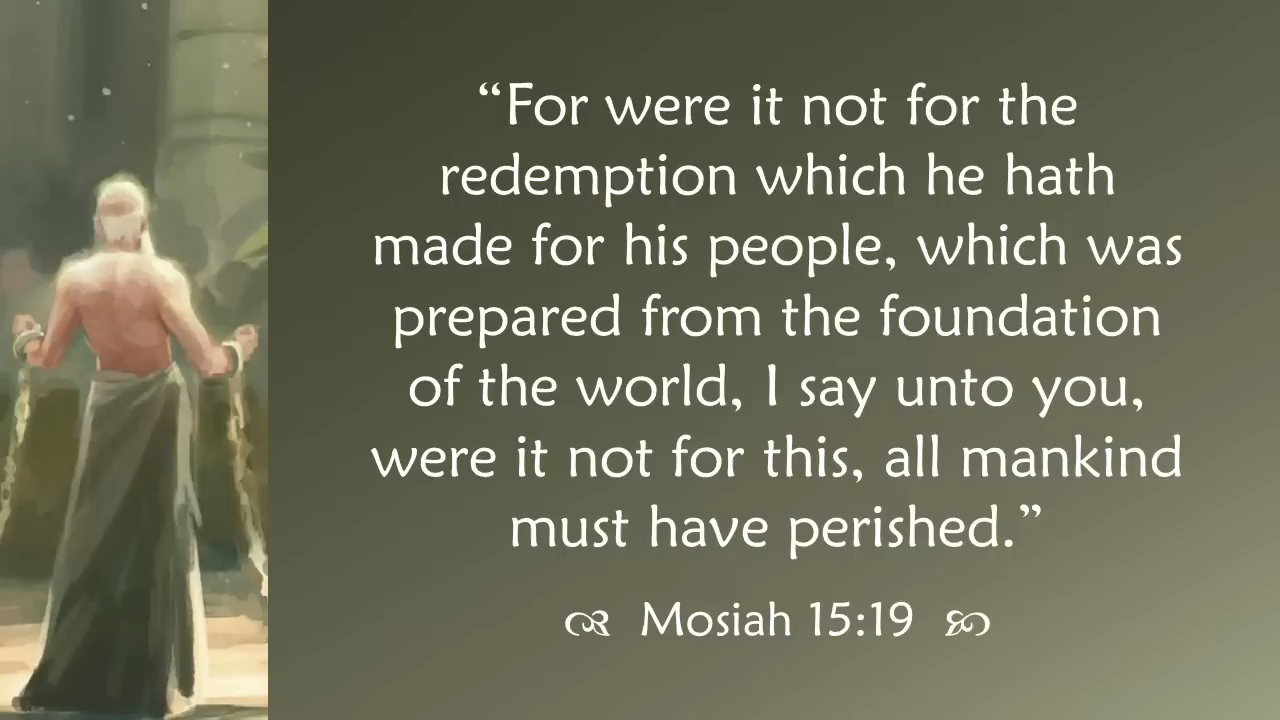 “For were it not for the
redemption which he hath
made for his people, which was
prepared from the foundation
of the world, I say unto you,
were it not for this, all mankind
must have perished.”
Mosiah 15:19